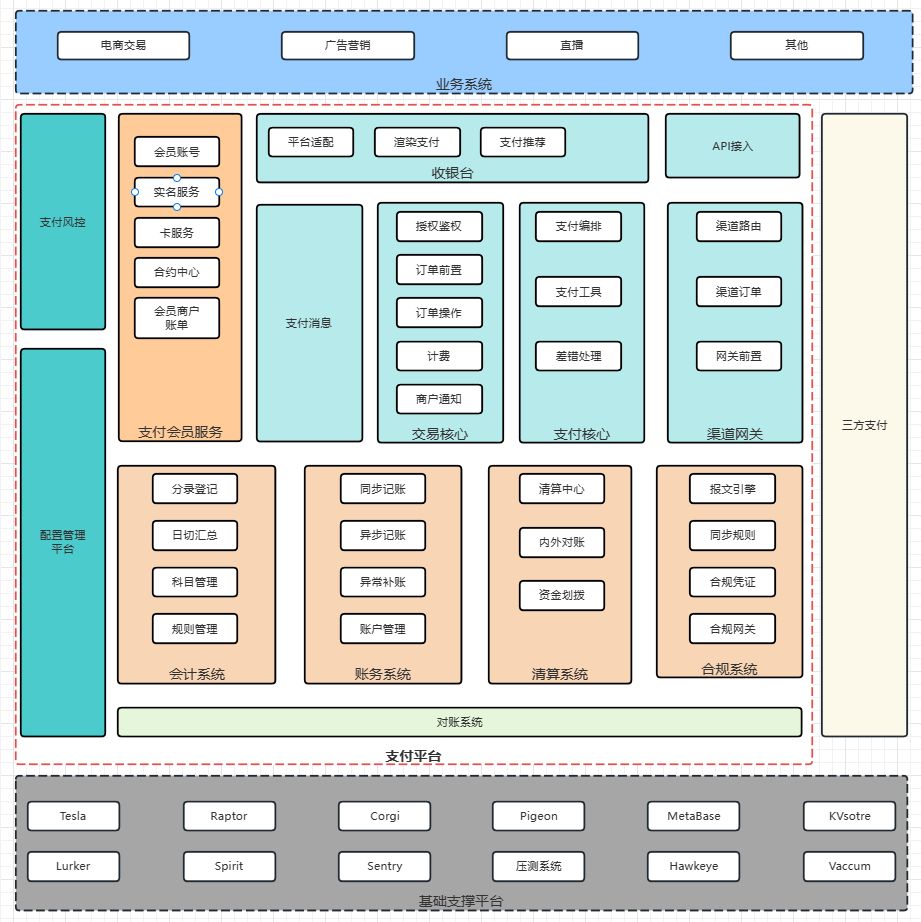 电商交易
广告营销
直播
其他
业务系统
支付风控
配置管理
平台
会员账号
实名服务
卡服务
合约中心
会员商户
账单
支付会员服务
平台适配
渲染支付
支付推荐
收银台
API接入
支付消息
授权鉴权
订单前置
订单操作
计费
商户通知
交易核心
支付编排
支付工具
差错处理
支付核心
渠道路由
渠道订单
网关前置
渠道网关
三方支付
分录登记
日切汇总
科目管理
规则管理
会计系统
同步记账
异步记账
异常补账
账户管理
账务系统
清算中心
内外对账
资金划拨
清算系统
报文引擎
同步规则
合规凭证
合规网关
合规系统
对账系统
支付平台
Tesla
Raptor
Corgi
Pigeon
MetaBase
KVsotre
Lurker
Spirit
Sentry
压测系统
Hawkeye
Vaccum
基础支撑平台